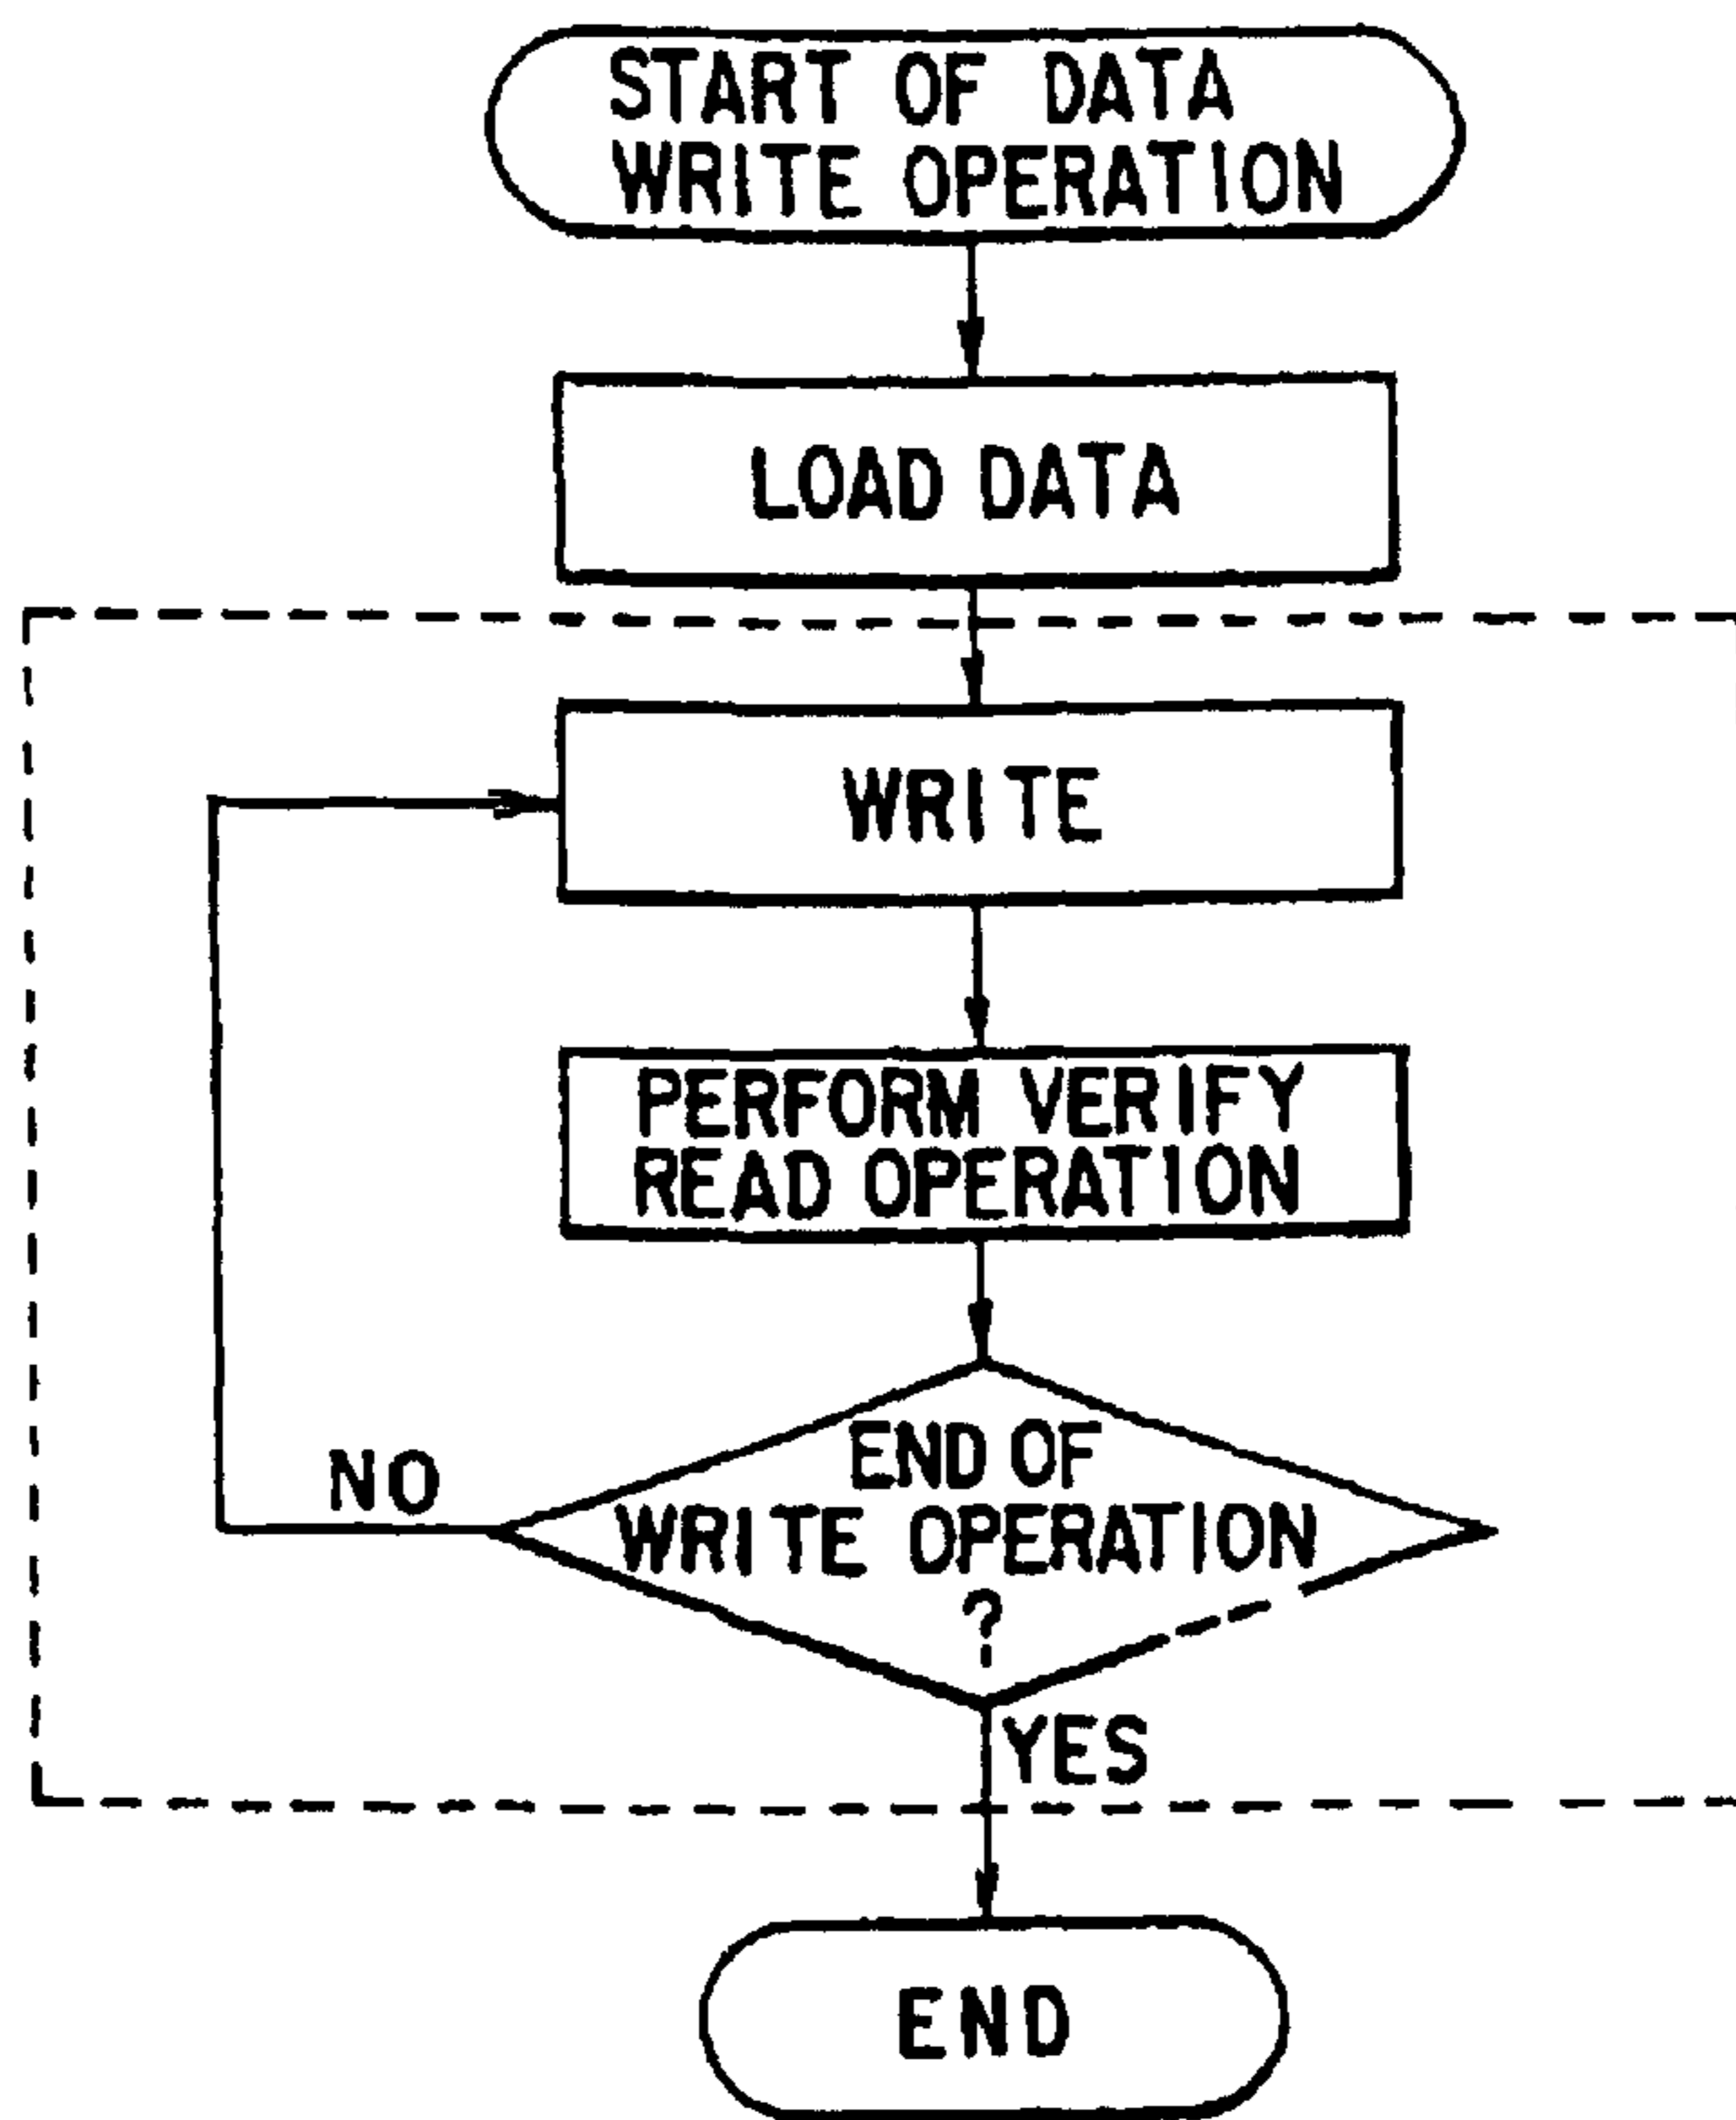 START OF DATA
WRITE OPERATION
LOAD DATA
WRITE
PERFORM VERIFY
READ OPERATION
END OF
WRITE OPERATION
?
NO
YES
END